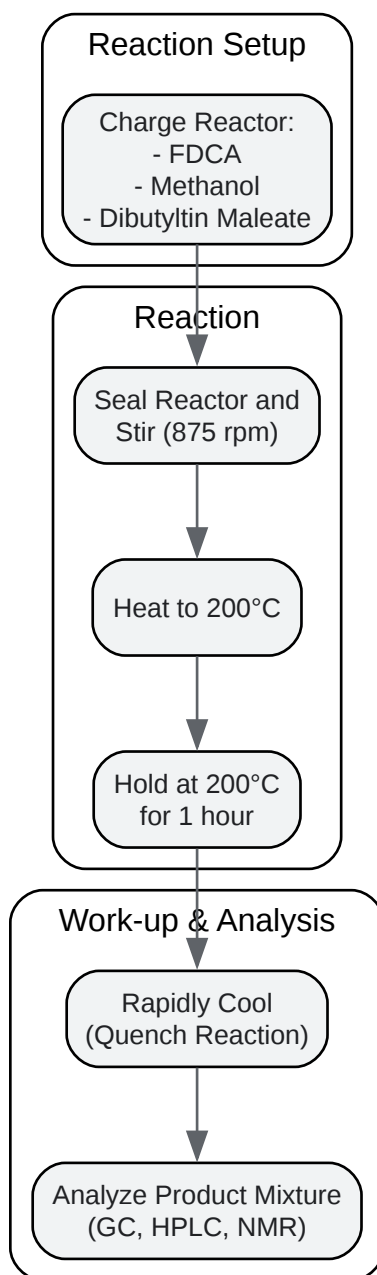 Reaction Setup
Charge Reactor:
- FDCA
- Methanol
- Dibutyltin Maleate
Reaction
Seal Reactor and
Stir (875 rpm)
Heat to 200°C
Hold at 200°C
for 1 hour
Work-up & Analysis
Rapidly Cool
(Quench Reaction)
Analyze Product Mixture
(GC, HPLC, NMR)